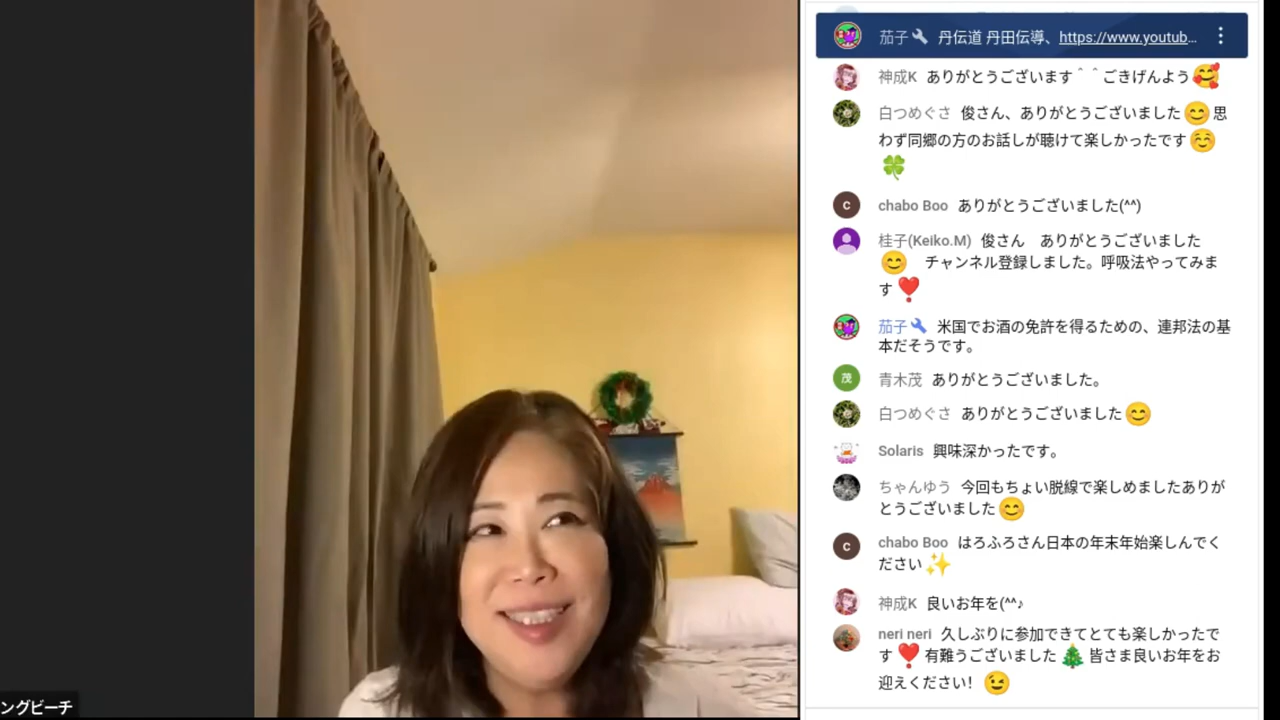 茄子 丹伝道 丹田伝導、https://www.youtub...
神成K ありがとうございます＾＾ごきげんよう🥰
白つめぐさ 俊さん、ありがとうございました😊思
わず同郷の方のお話しが聴けて楽しかったです☺️
🍀
chabo Boo ありがとうございました(^^)
桂子(Keiko.M) 俊さん　ありがとうございました
😊　チャンネル登録しました。呼吸法やってみま
す❣️
茄子 米国でお酒の免許を得るための、連邦法の基
本だそうです。
茂 青木茂 ありがとうございました。
白つめぐさ ありがとうございました😊
Solaris 興味深かったです。
ちゃんゆう 今回もちょい脱線で楽しめましたありが
とうございました😊
chabo Boo はろふろさん日本の年末年始楽しんでく
ださい✨
神成K 良いお年を(^^♪
neri neri 久しぶりに参加できてとても楽しかったで
す❣️有難うございました🎄皆さま良いお年をお
迎えください！😉
ングビーチ